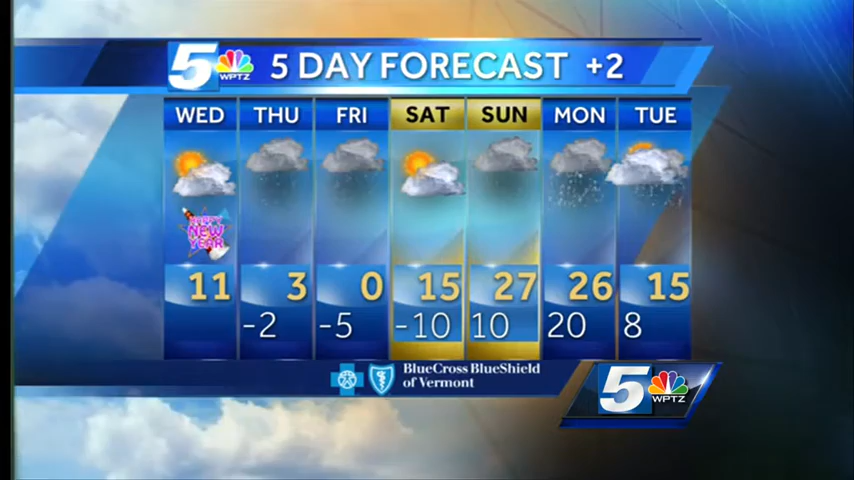 5 WPTZ 5 DAY FORECAST +2
WED THU FRI SAT SUN MON TUE
HAPPY
NEW
YEAR
11 3 0 15 27 26 15
-2 -5 -10 10 20 8
BlueCross BlueShield
of Vermont
5 WPTZ